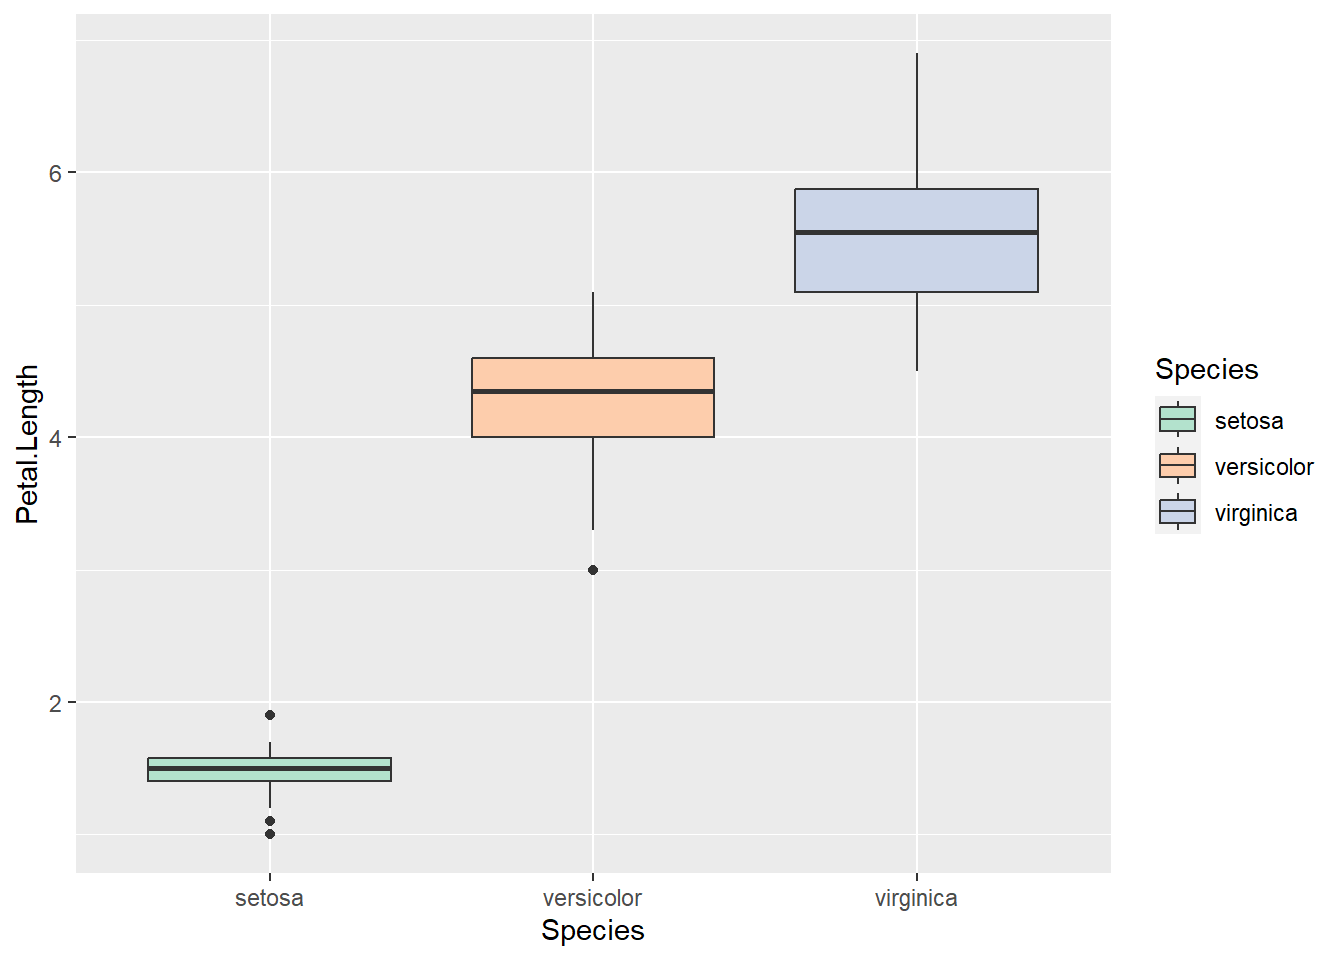 Petal.Length
6
4
2
setosa
versicolor
virginica
Species
Species
setosa
versicolor
virginica